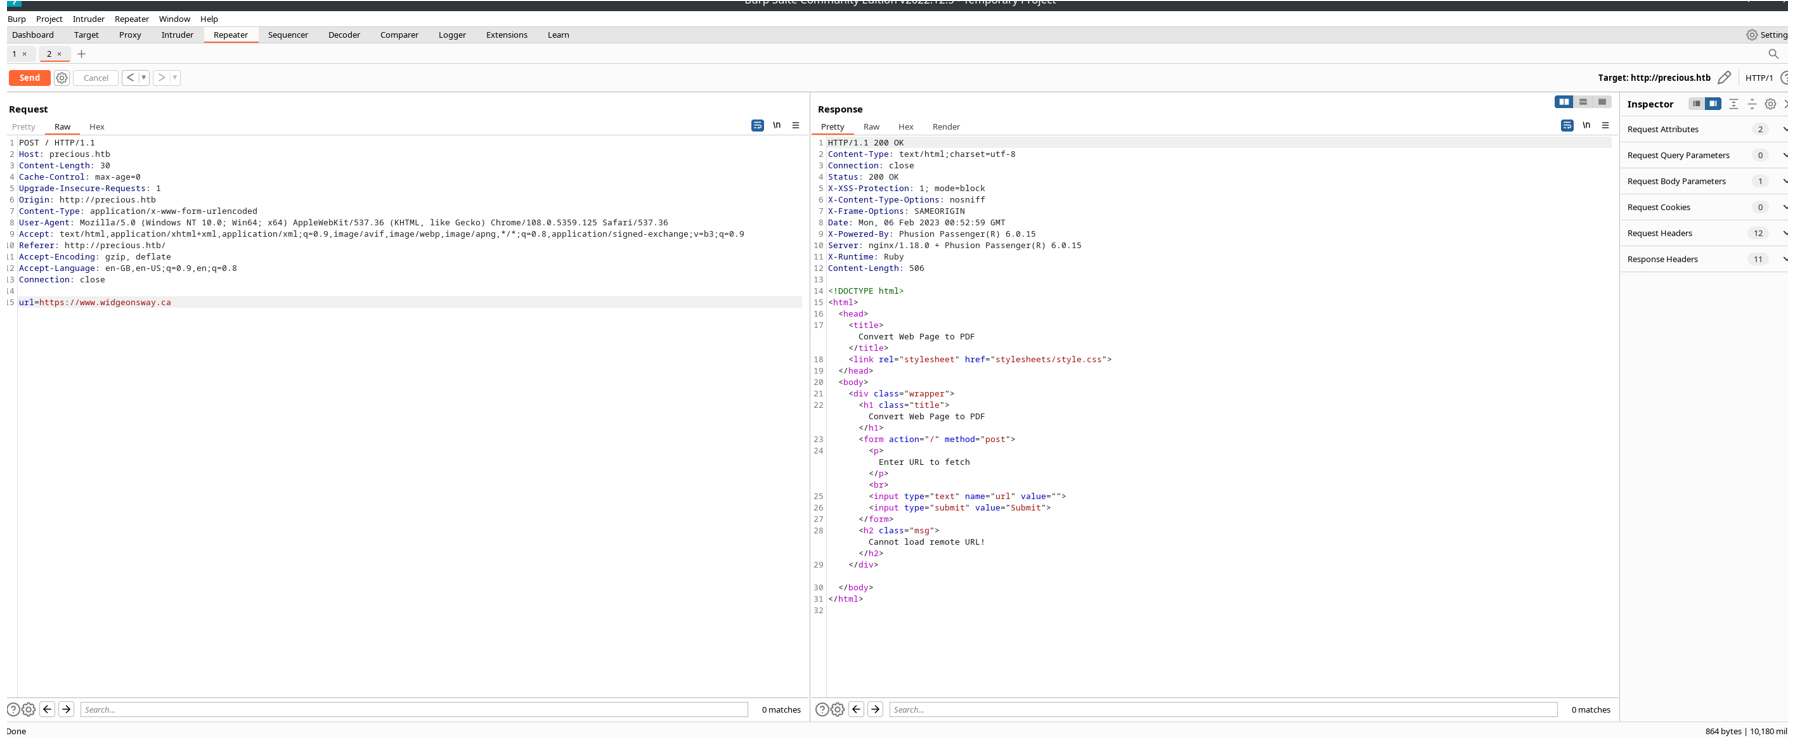 Burp Suite Community Edition v2022.12.5 - Temporary Project
Burp Project Intruder Repeater Window Help
Dashboard Target Proxy Intruder Repeater Sequencer Decoder Comparer Logger Extensions Learn Setting
1 × 2 × +
Send Cancel < > Target: http://precious.htb HTTP/1
Request
Pretty Raw Hex \n
1 POST / HTTP/1.1
2 Host: precious.htb
3 Content-Length: 30
4 Cache-Control: max-age=0
5 Upgrade-Insecure-Requests: 1
6 Origin: http://precious.htb
7 Content-Type: application/x-www-form-urlencoded
8 User-Agent: Mozilla/5.0 (Windows NT 10.0; Win64; x64) AppleWebKit/537.36 (KHTML, like Gecko) Chrome/108.0.5359.125 Safari/537.36
9 Accept: text/html,application/xhtml+xml,application/xml;q=0.9,image/avif,image/webp,image/apng,*/*;q=0.8,application/signed-exchange;v=b3;q=0.9
10 Referer: http://precious.htb/
11 Accept-Encoding: gzip, deflate
12 Accept-Language: en-GB,en-US;q=0.9,en;q=0.8
13 Connection: close
14
15 url=https://www.widgeonsway.ca
Search... 0 matches
Response
Pretty Raw Hex Render \n
1 HTTP/1.1 200 OK
2 Content-Type: text/html;charset=utf-8
3 Connection: close
4 Status: 200 OK
5 X-XSS-Protection: 1; mode=block
6 X-Content-Type-Options: nosniff
7 X-Frame-Options: SAMEORIGIN
8 Date: Mon, 06 Feb 2023 00:52:59 GMT
9 X-Powered-By: Phusion Passenger(R) 6.0.15
10 Server: nginx/1.18.0 + Phusion Passenger(R) 6.0.15
11 X-Runtime: Ruby
12 Content-Length: 506
13
14 <!DOCTYPE html>
15 <html>
16 <head>
17 <title>
Convert Web Page to PDF
</title>
18 <link rel="stylesheet" href="stylesheets/style.css">
19 </head>
20 <body>
21 <div class="wrapper">
22 <h1 class="title">
Convert Web Page to PDF
</h1>
23 <form action="/" method="post">
24 <p>
Enter URL to fetch
</p>
<br>
25 <input type="text" name="url" value="">
26 <input type="submit" value="Submit">
27 </form>
28 <h2 class="msg">
Cannot load remote URL!
</h2>
29 </div>
30 </body>
31 </html>
32
Search... 0 matches
Inspector
Request Attributes 2
Request Query Parameters 0
Request Body Parameters 1
Request Cookies 0
Request Headers 12
Response Headers 11
Done 864 bytes | 10,180 mil